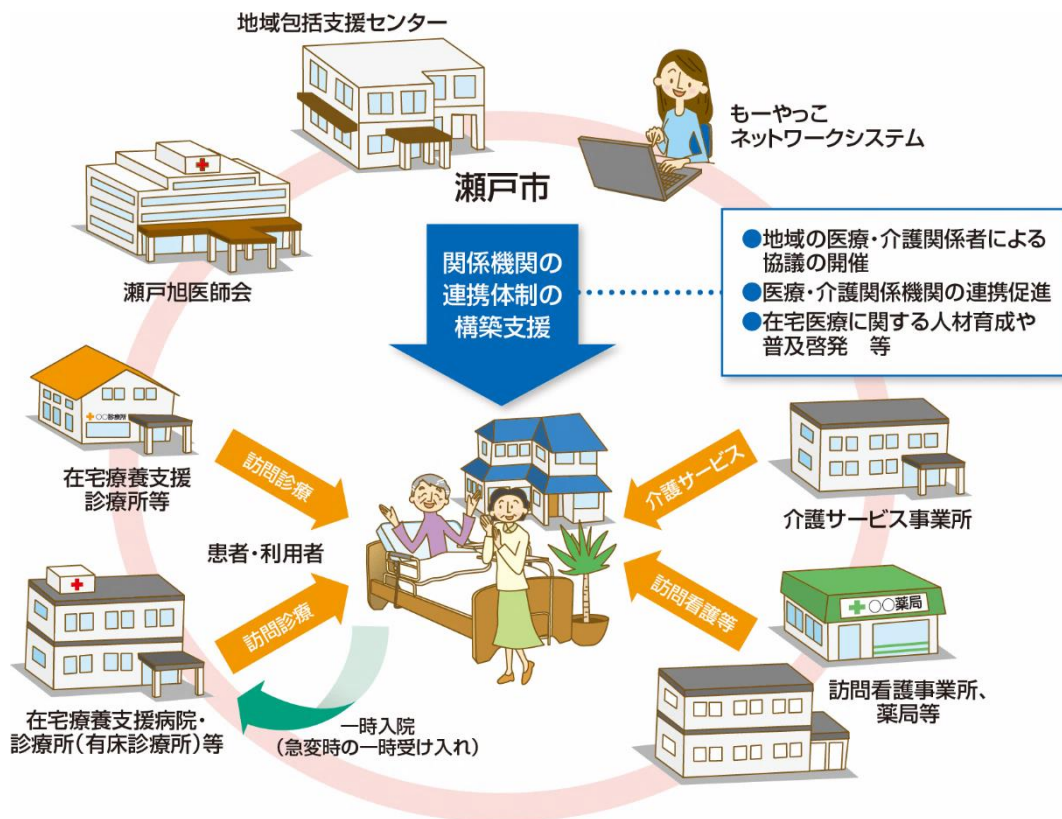 地域包括支援センター
もーやっこ
ネットワークシステム
瀬戸市
瀬戸旭医師会
関係機関の
連携体制の
構築支援
●地域の医療・介護関係者による
協議の開催
●医療・介護関係機関の連携促進
●在宅医療に関する人材育成や
普及啓発　等
○○診療所
在宅療養支援
診療所等
訪問診療
介護サービス
介護サービス事業所
患者・利用者
訪問診療
訪問看護等
○○薬局
訪問看護事業所、
薬局等
在宅療養支援病院・
診療所(有床診療所)等
一時入院
(急変時の一時受け入れ)